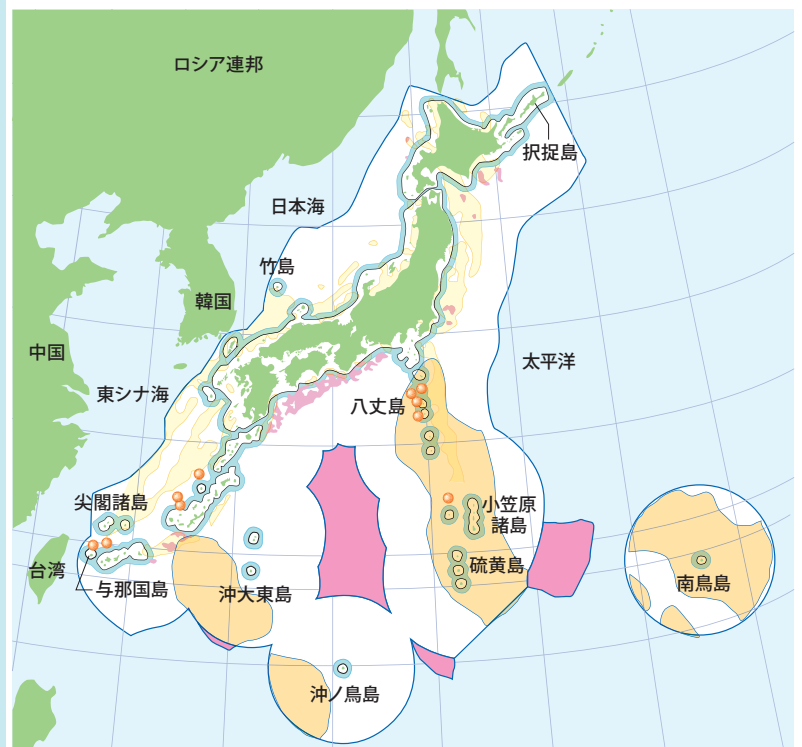 ロシア連邦
択捉島
日本海
竹島
韓国
中国
太平洋
東シナ海
八丈島
尖閣諸島
小笠原
諸島
台湾
硫黄島
与那国島
沖大東島
南鳥島
沖ノ鳥島